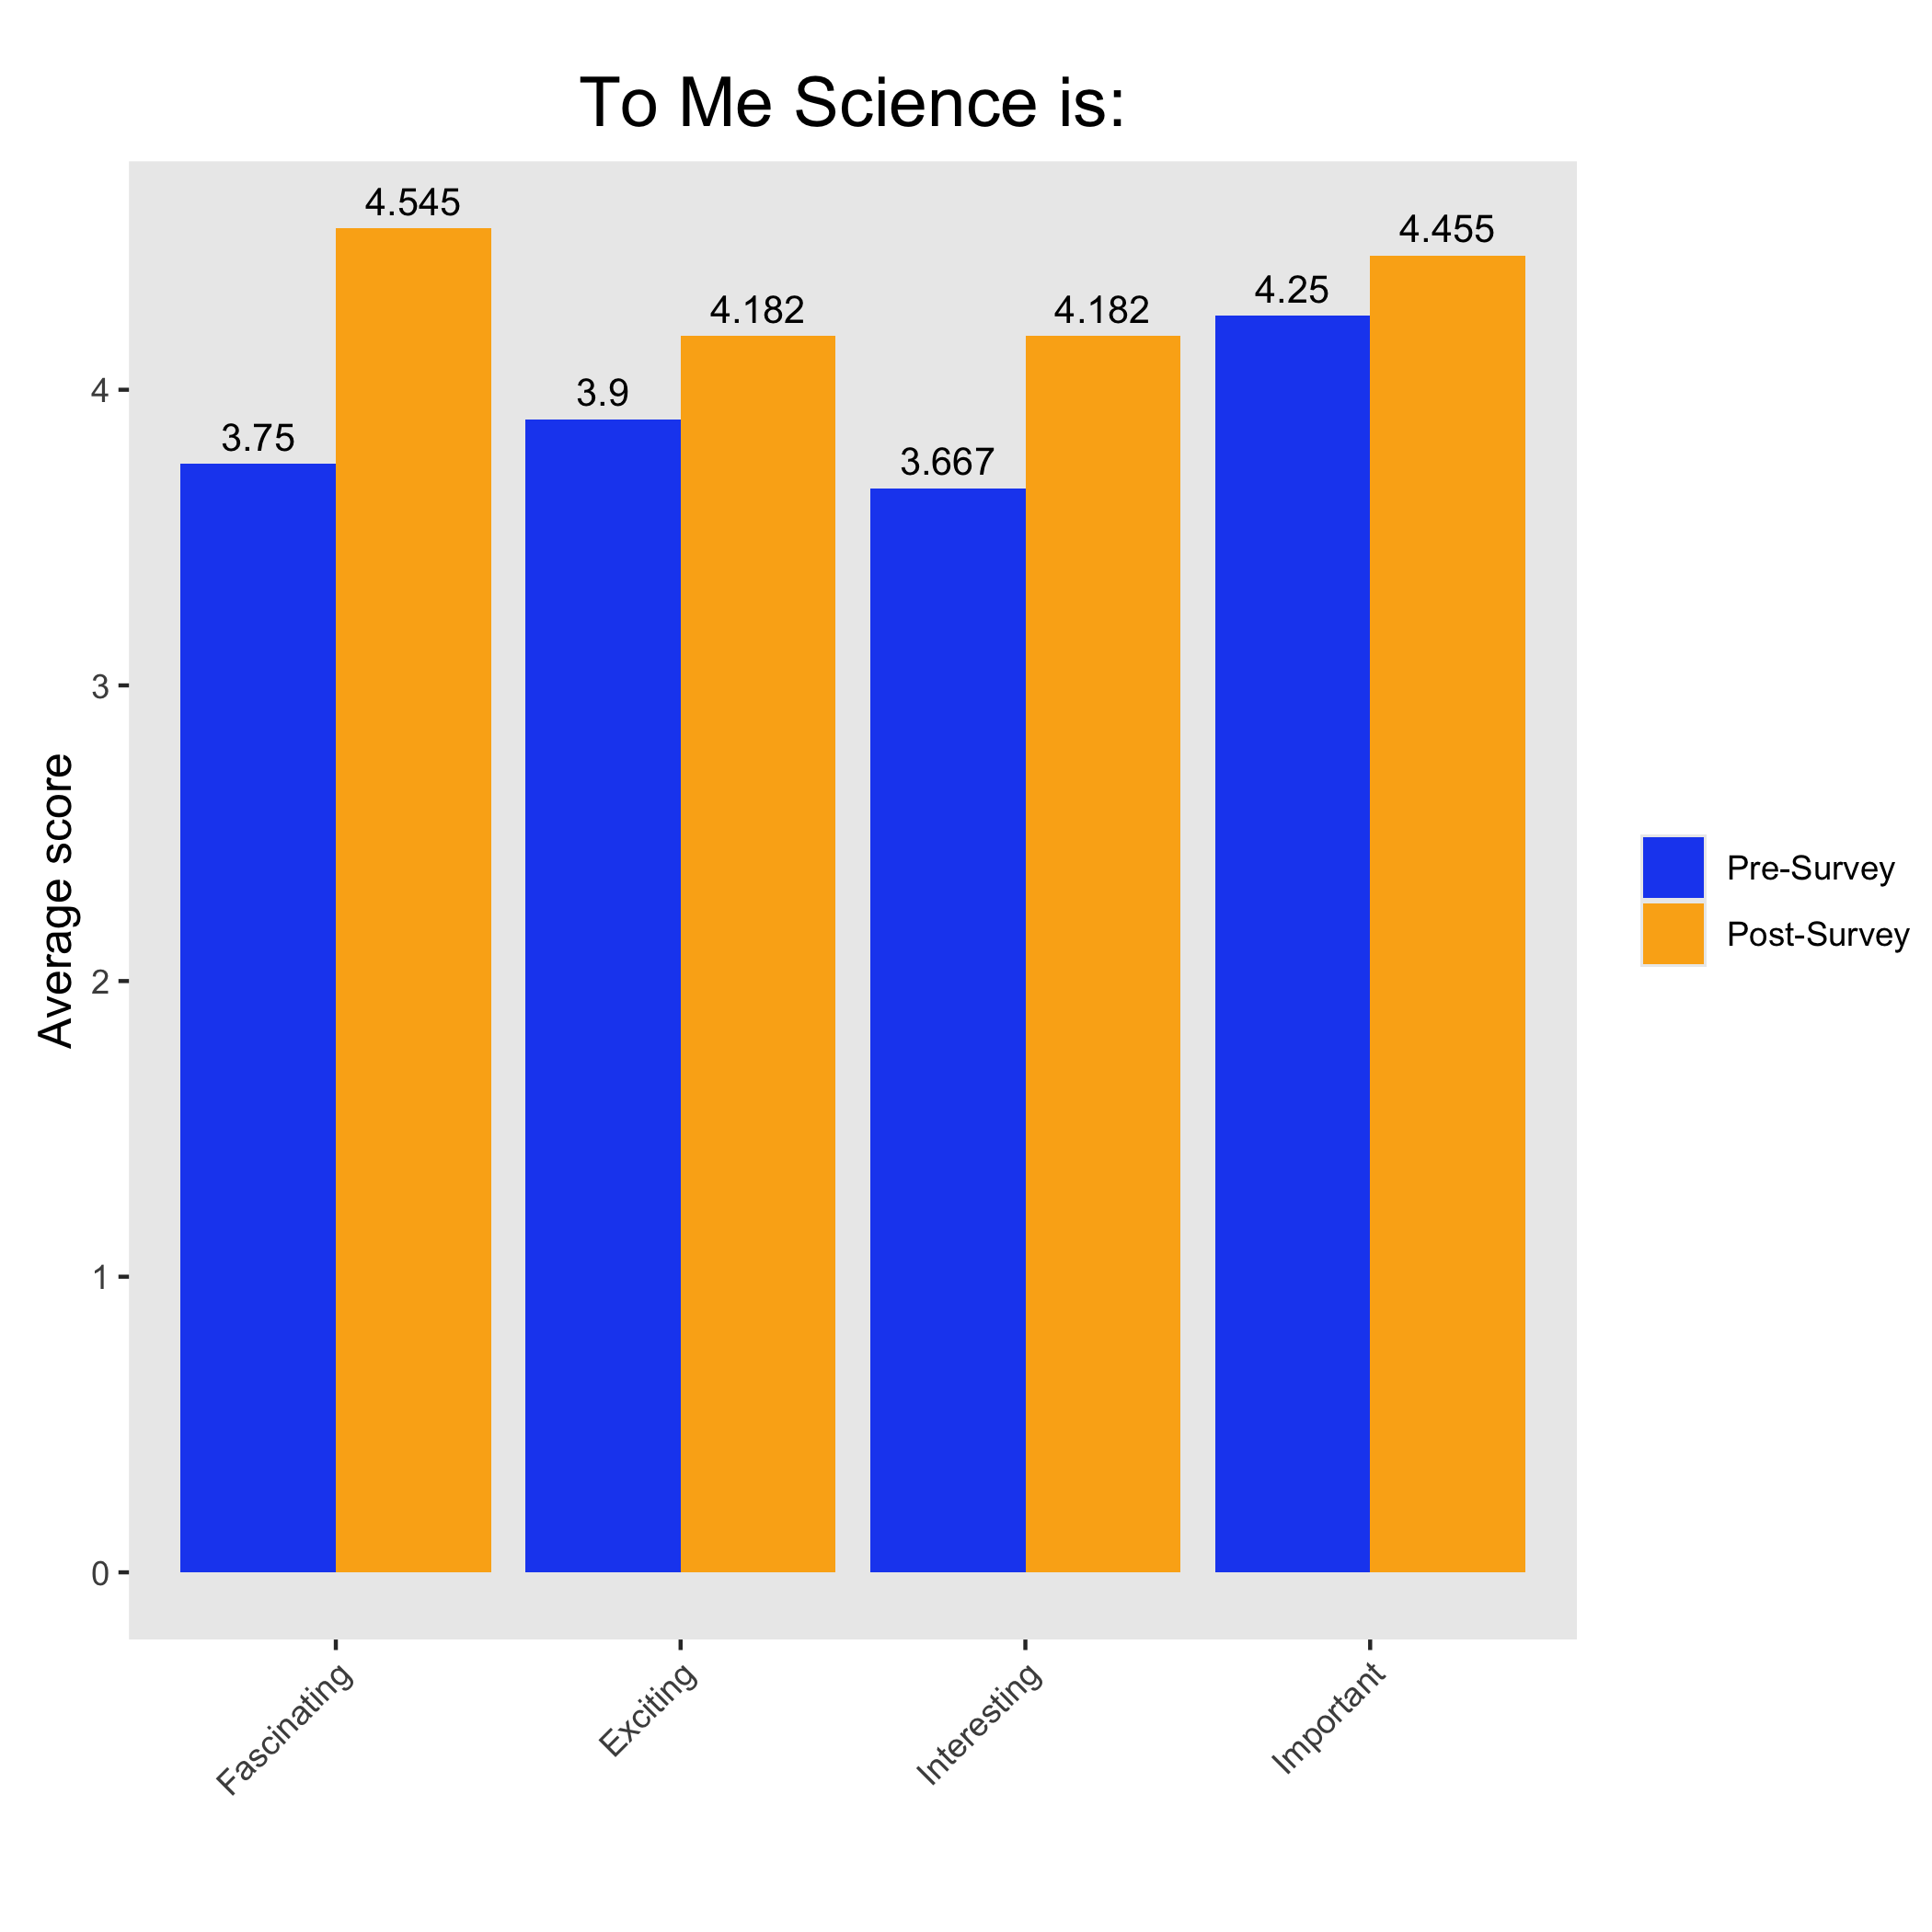 To Me Science is:
4.545
4.455
4.25
4.182
4.182
3.9
3.75
3.667
4
3
2
1
0
Average score
Pre-Survey
Post-Survey
Fascinating
Exciting
Interesting
Important